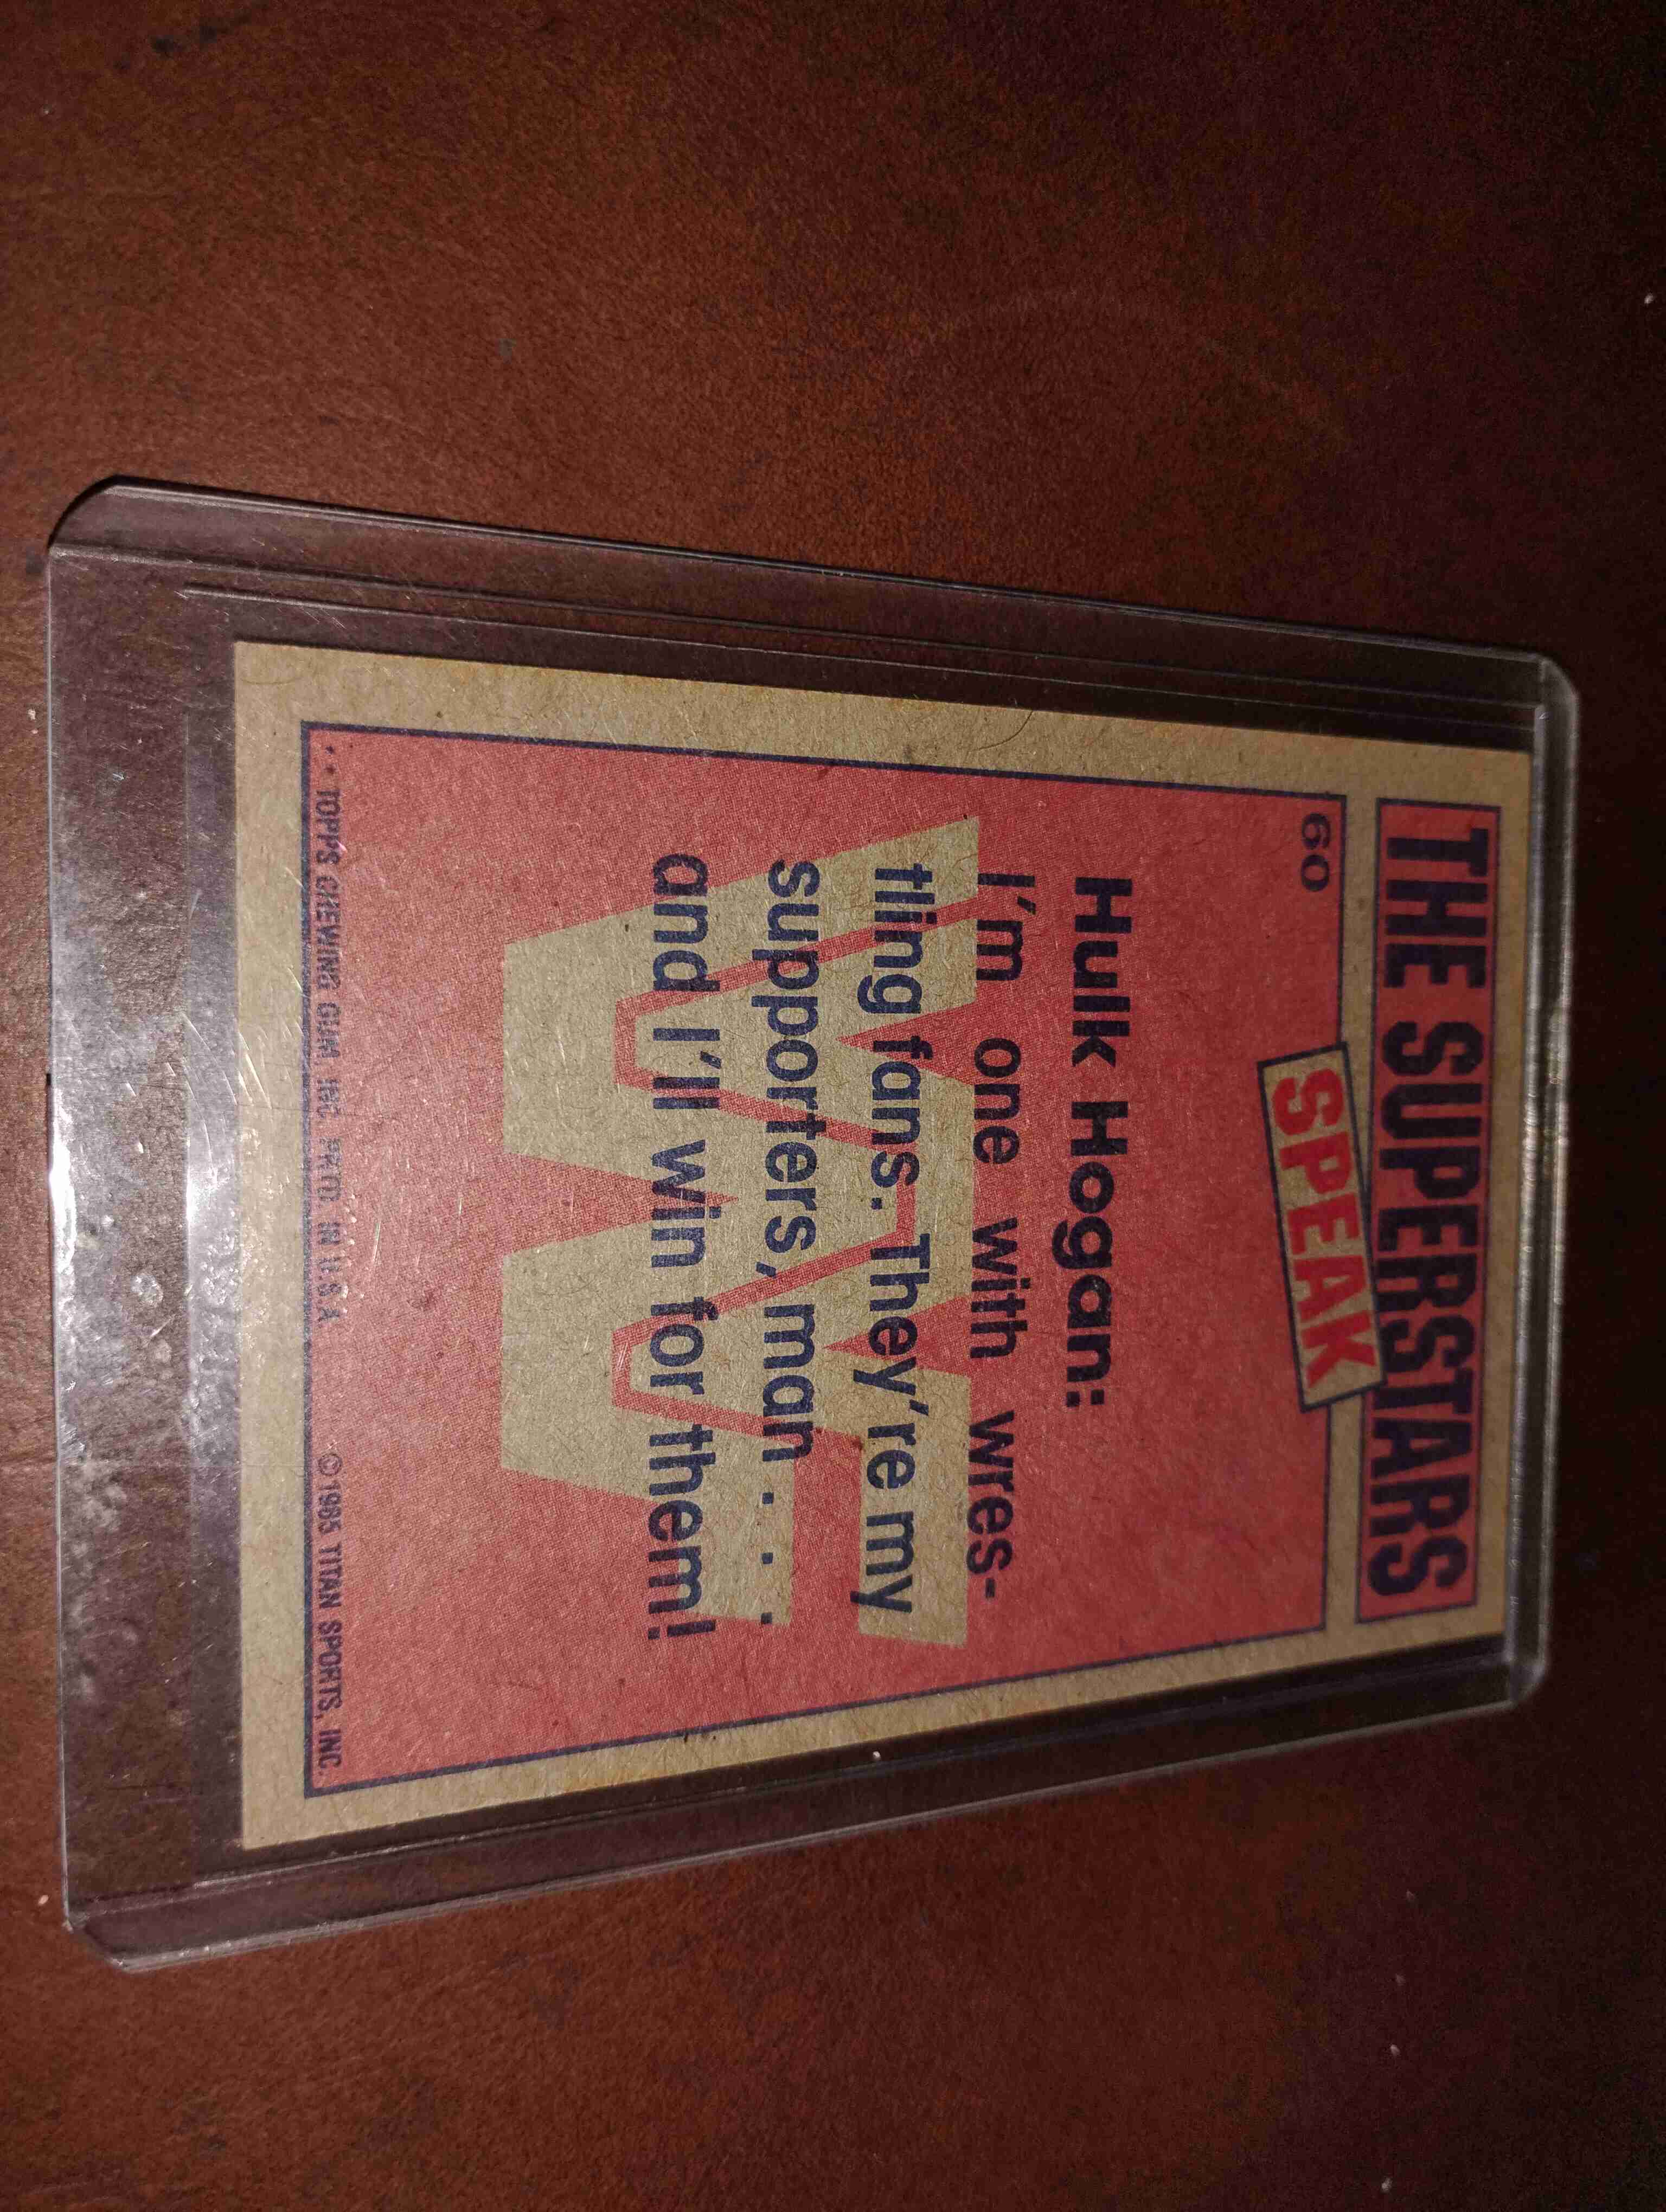 THE SUPERSTARS
SPEAK
60
Hulk Hogan:
I'm one with wres-
tling fans. They're my
supporters, man . . .
and I'll win for them!
TOPPS CHEWING GUM, INC. PRTD. IN U.S.A. ©1985 TITAN SPORTS, INC.